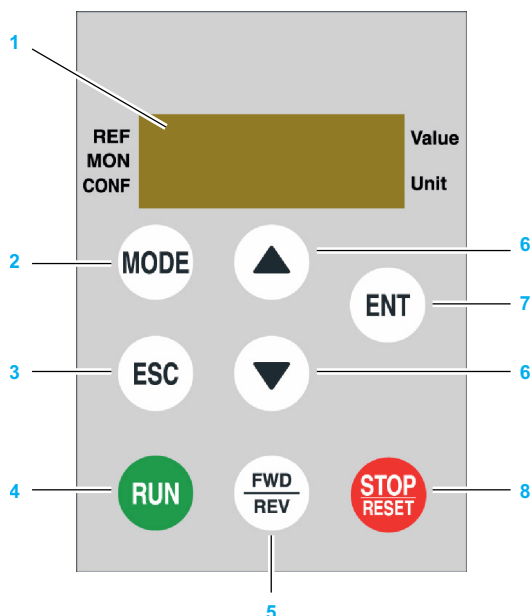 1
REF
Value
MON
CONF
Unit
MODE
6
2
ENT
7
ESC
3
6
RUN
FWD
REV
STOP
RESET
4
8
5